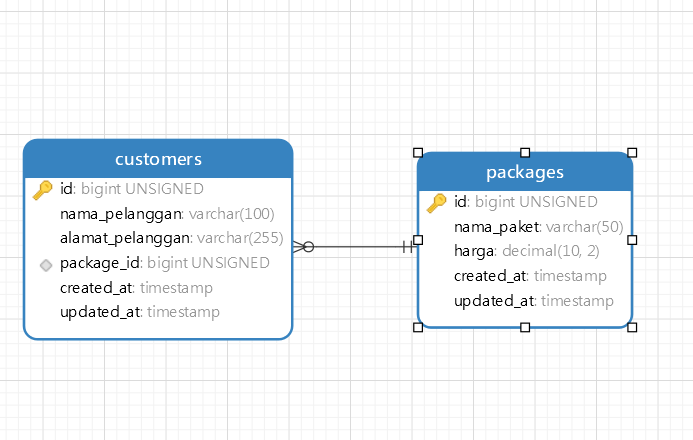 customers
id: bigint UNSIGNED
nama_pelanggan: varchar(100)
alamat_pelanggan: varchar(255)
package_id: bigint UNSIGNED
created_at: timestamp
updated_at: timestamp
packages
id: bigint UNSIGNED
nama_paket: varchar(50)
harga: decimal(10, 2)
created_at: timestamp
updated_at: timestamp